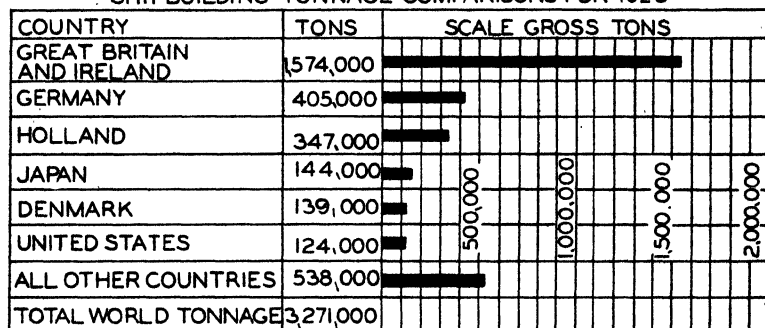 COUNTRY TONS SCALE GROSS TONS
GREAT BRITAIN
AND IRELAND 1,574,000
GERMANY 405,000
HOLLAND 347,000
JAPAN 144,000
DENMARK 139,000
UNITED STATES 124,000
ALL OTHER COUNTRIES 538,000
TOTAL WORLD TONNAGE 3,271,000
500,000
1,000,000
1,500.000
2,000.000